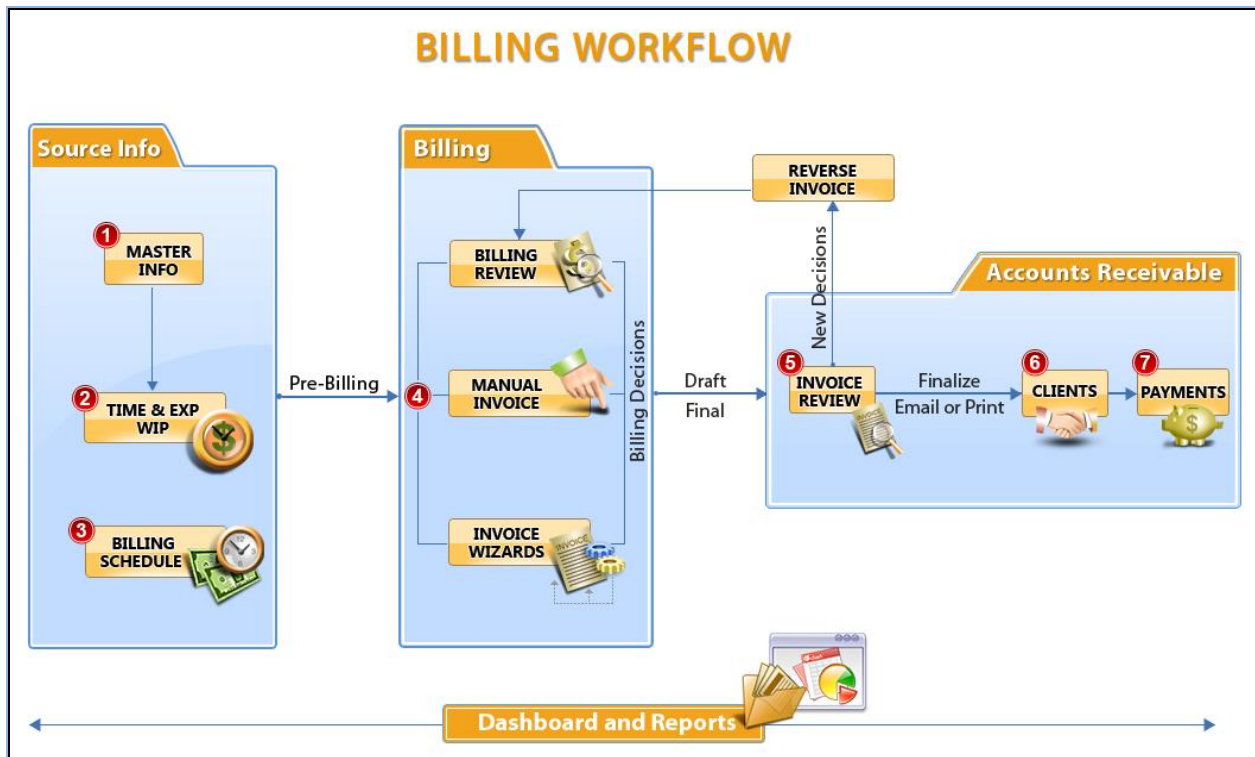 BILLING WORKFLOW
Source Info
1
MASTER
INFO
2
TIME & EXP
WIP
3
BILLING
SCHEDULE
Pre-Billing
Billing
BILLING
REVIEW
4
MANUAL
INVOICE
INVOICE
WIZARDS
INVOICE
Billing Decisions
Draft
Final
REVERSE
INVOICE
New Decisions
Accounts Receivable
5
INVOICE
REVIEW
Finalize
Email or Print
6
CLIENTS
7
PAYMENTS
Dashboard and Reports